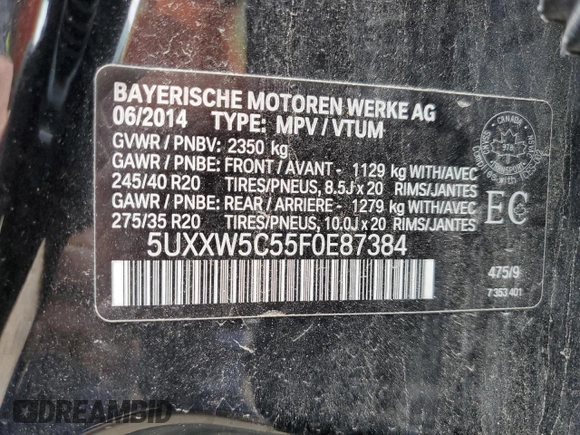 BAYERISCHE MOTOREN WERKE AG
06/2014 TYPE: MPV / VTUM
GVWR / PNBV: 2350 kg
GAWR / PNBE: FRONT / AVANT - 1129 kg WITH/AVEC
245/40 R20 TIRES/PNEUS, 8.5J x 20 RIMS/JANTES
GAWR / PNBE: REAR / ARRIERE - 1279 kg WITH/AVEC
275/35 R20 TIRES/PNEUS, 10.0J x 20 RIMS/JANTES
5UXXW5C55F0E87384
CANADA
978
EC
475/9
7 353 401
DREAMBID